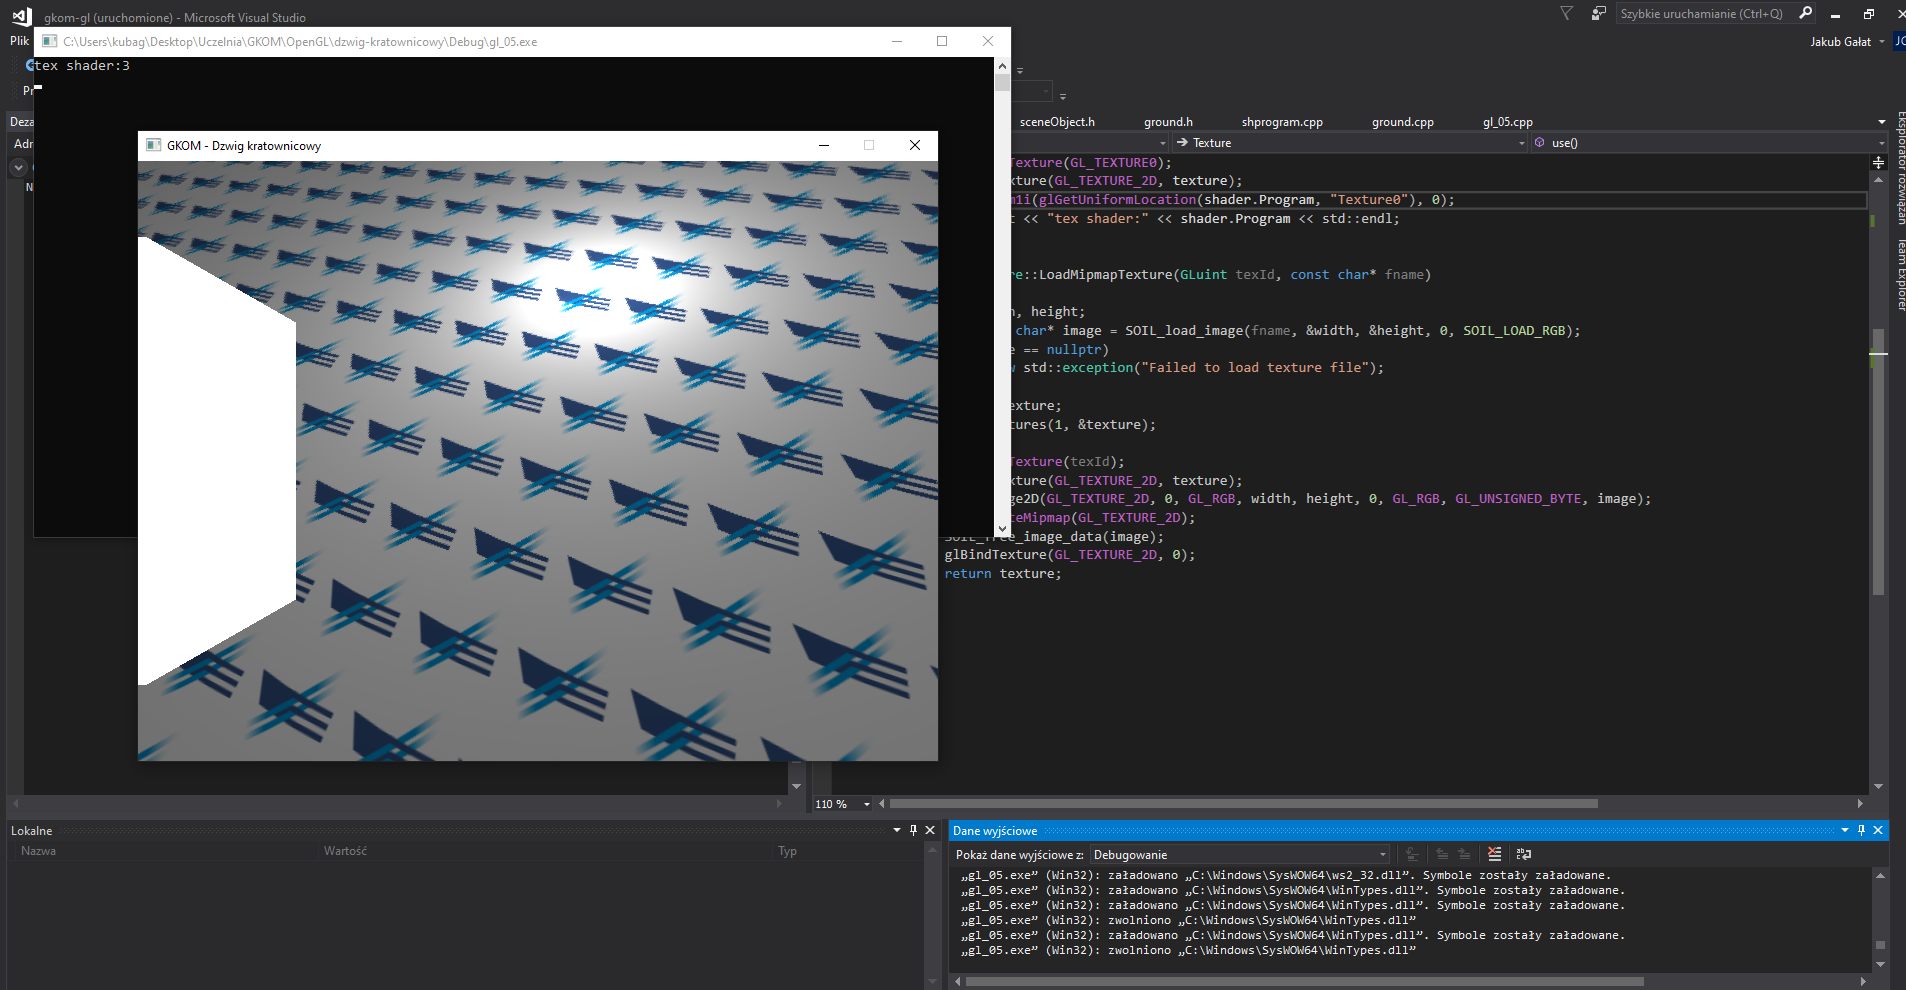 gkom-gl (uruchomione) - Microsoft Visual Studio
Szybkie uruchamianie (Ctrl+Q)
Plik
Jakub Gałat
C:\Users\kubag\Desktop\Uczelnia\GKOM\OpenGL\dzwig-kratownicowy\Debug\gl_05.exe
tex shader:3
GKOM - Dzwig kratownicowy
sceneObject.h
ground.h
shprogram.cpp
ground.cpp
gl_05.cpp
Texture
use()
Texture(GL_TEXTURE0);
xture(GL_TEXTURE_2D, texture);
m1i(glGetUniformLocation(shader.Program, "Texture0"), 0);
t << "tex shader:" << shader.Program << std::endl;
re::LoadMipmapTexture(GLuint texId, const char* fname)
h, height;
char* image = SOIL_load_image(fname, &width, &height, 0, SOIL_LOAD_RGB);
e == nullptr)
w std::exception("Failed to load texture file");
exture;
tures(1, &texture);
Texture(texId);
xture(GL_TEXTURE_2D, texture);
ge2D(GL_TEXTURE_2D, 0, GL_RGB, width, height, 0, GL_RGB, GL_UNSIGNED_BYTE, image);
teMipmap(GL_TEXTURE_2D);
SOIL_free_image_data(image);
glBindTexture(GL_TEXTURE_2D, 0);
return texture;
Eksplorator rozwiązań
Team Explorer
110 %
Lokalne
Nazwa
Wartość
Typ
Dane wyjściowe
Pokaż dane wyjściowe z:
Debugowanie
„gl_05.exe” (Win32): załadowano „C:\Windows\SysWOW64\ws2_32.dll”. Symbole zostały załadowane.
„gl_05.exe” (Win32): załadowano „C:\Windows\SysWOW64\WinTypes.dll”. Symbole zostały załadowane.
„gl_05.exe” (Win32): załadowano „C:\Windows\SysWOW64\WinTypes.dll”. Symbole zostały załadowane.
„gl_05.exe” (Win32): zwolniono „C:\Windows\SysWOW64\WinTypes.dll”
„gl_05.exe” (Win32): załadowano „C:\Windows\SysWOW64\WinTypes.dll”. Symbole zostały załadowane.
„gl_05.exe” (Win32): zwolniono „C:\Windows\SysWOW64\WinTypes.dll”